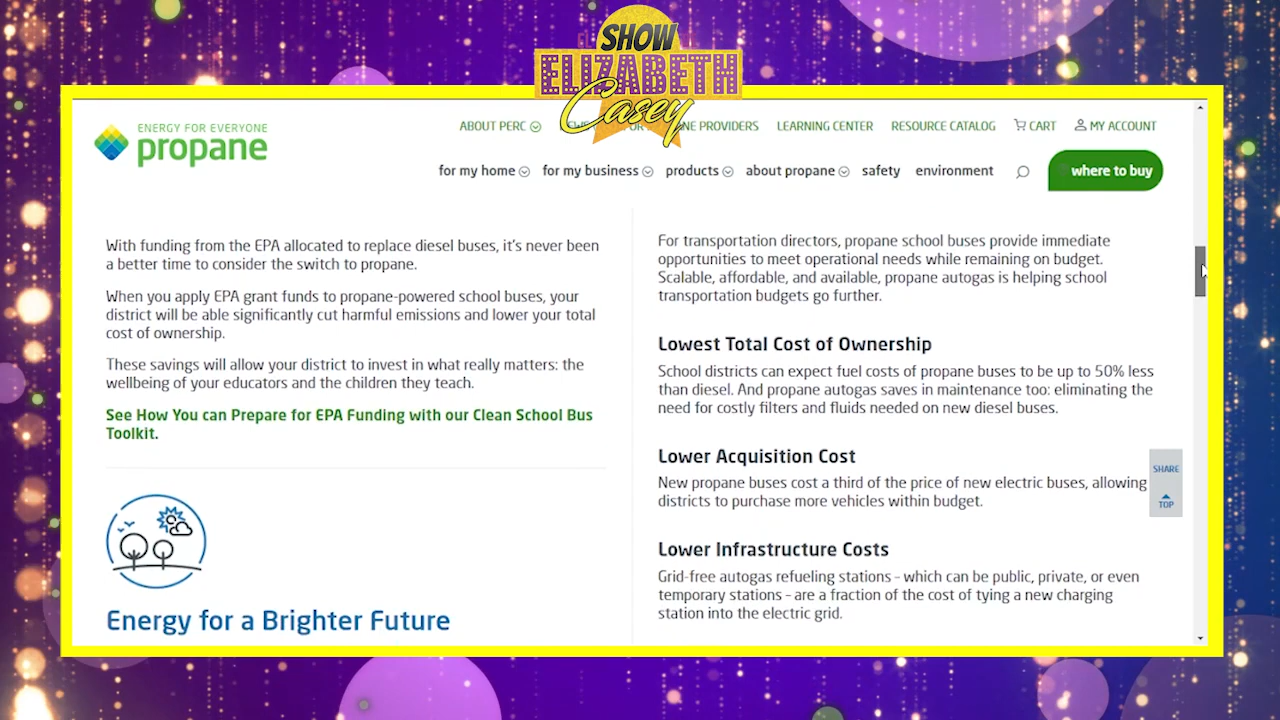 SHOW
ELIZABETH
Casey
ENERGY FOR EVERYONE
propane
ABOUT PERC
NE PROVIDERS
LEARNING CENTER
RESOURCE CATALOG
CART
MY ACCOUNT
for my home
for my business
products
about propane
safety
environment
where to buy
With funding from the EPA allocated to replace diesel buses, it's never been
a better time to consider the switch to propane.
When you apply EPA grant funds to propane-powered school buses, your
district will be able significantly cut harmful emissions and lower your total
cost of ownership.
These savings will allow your district to invest in what really matters: the
wellbeing of your educators and the children they teach.
See How You can Prepare for EPA Funding with our Clean School Bus
Toolkit.
Energy for a Brighter Future
For transportation directors, propane school buses provide immediate
opportunities to meet operational needs while remaining on budget.
Scalable, affordable, and available, propane autogas is helping school
transportation budgets go further.
Lowest Total Cost of Ownership
School districts can expect fuel costs of propane buses to be up to 50% less
than diesel. And propane autogas saves in maintenance too: eliminating the
need for costly filters and fluids needed on new diesel buses.
Lower Acquisition Cost
New propane buses cost a third of the price of new electric buses, allowing
districts to purchase more vehicles within budget.
Lower Infrastructure Costs
Grid-free autogas refueling stations – which can be public, private, or even
temporary stations – are a fraction of the cost of tying a new charging
station into the electric grid.
SHARE
TOP